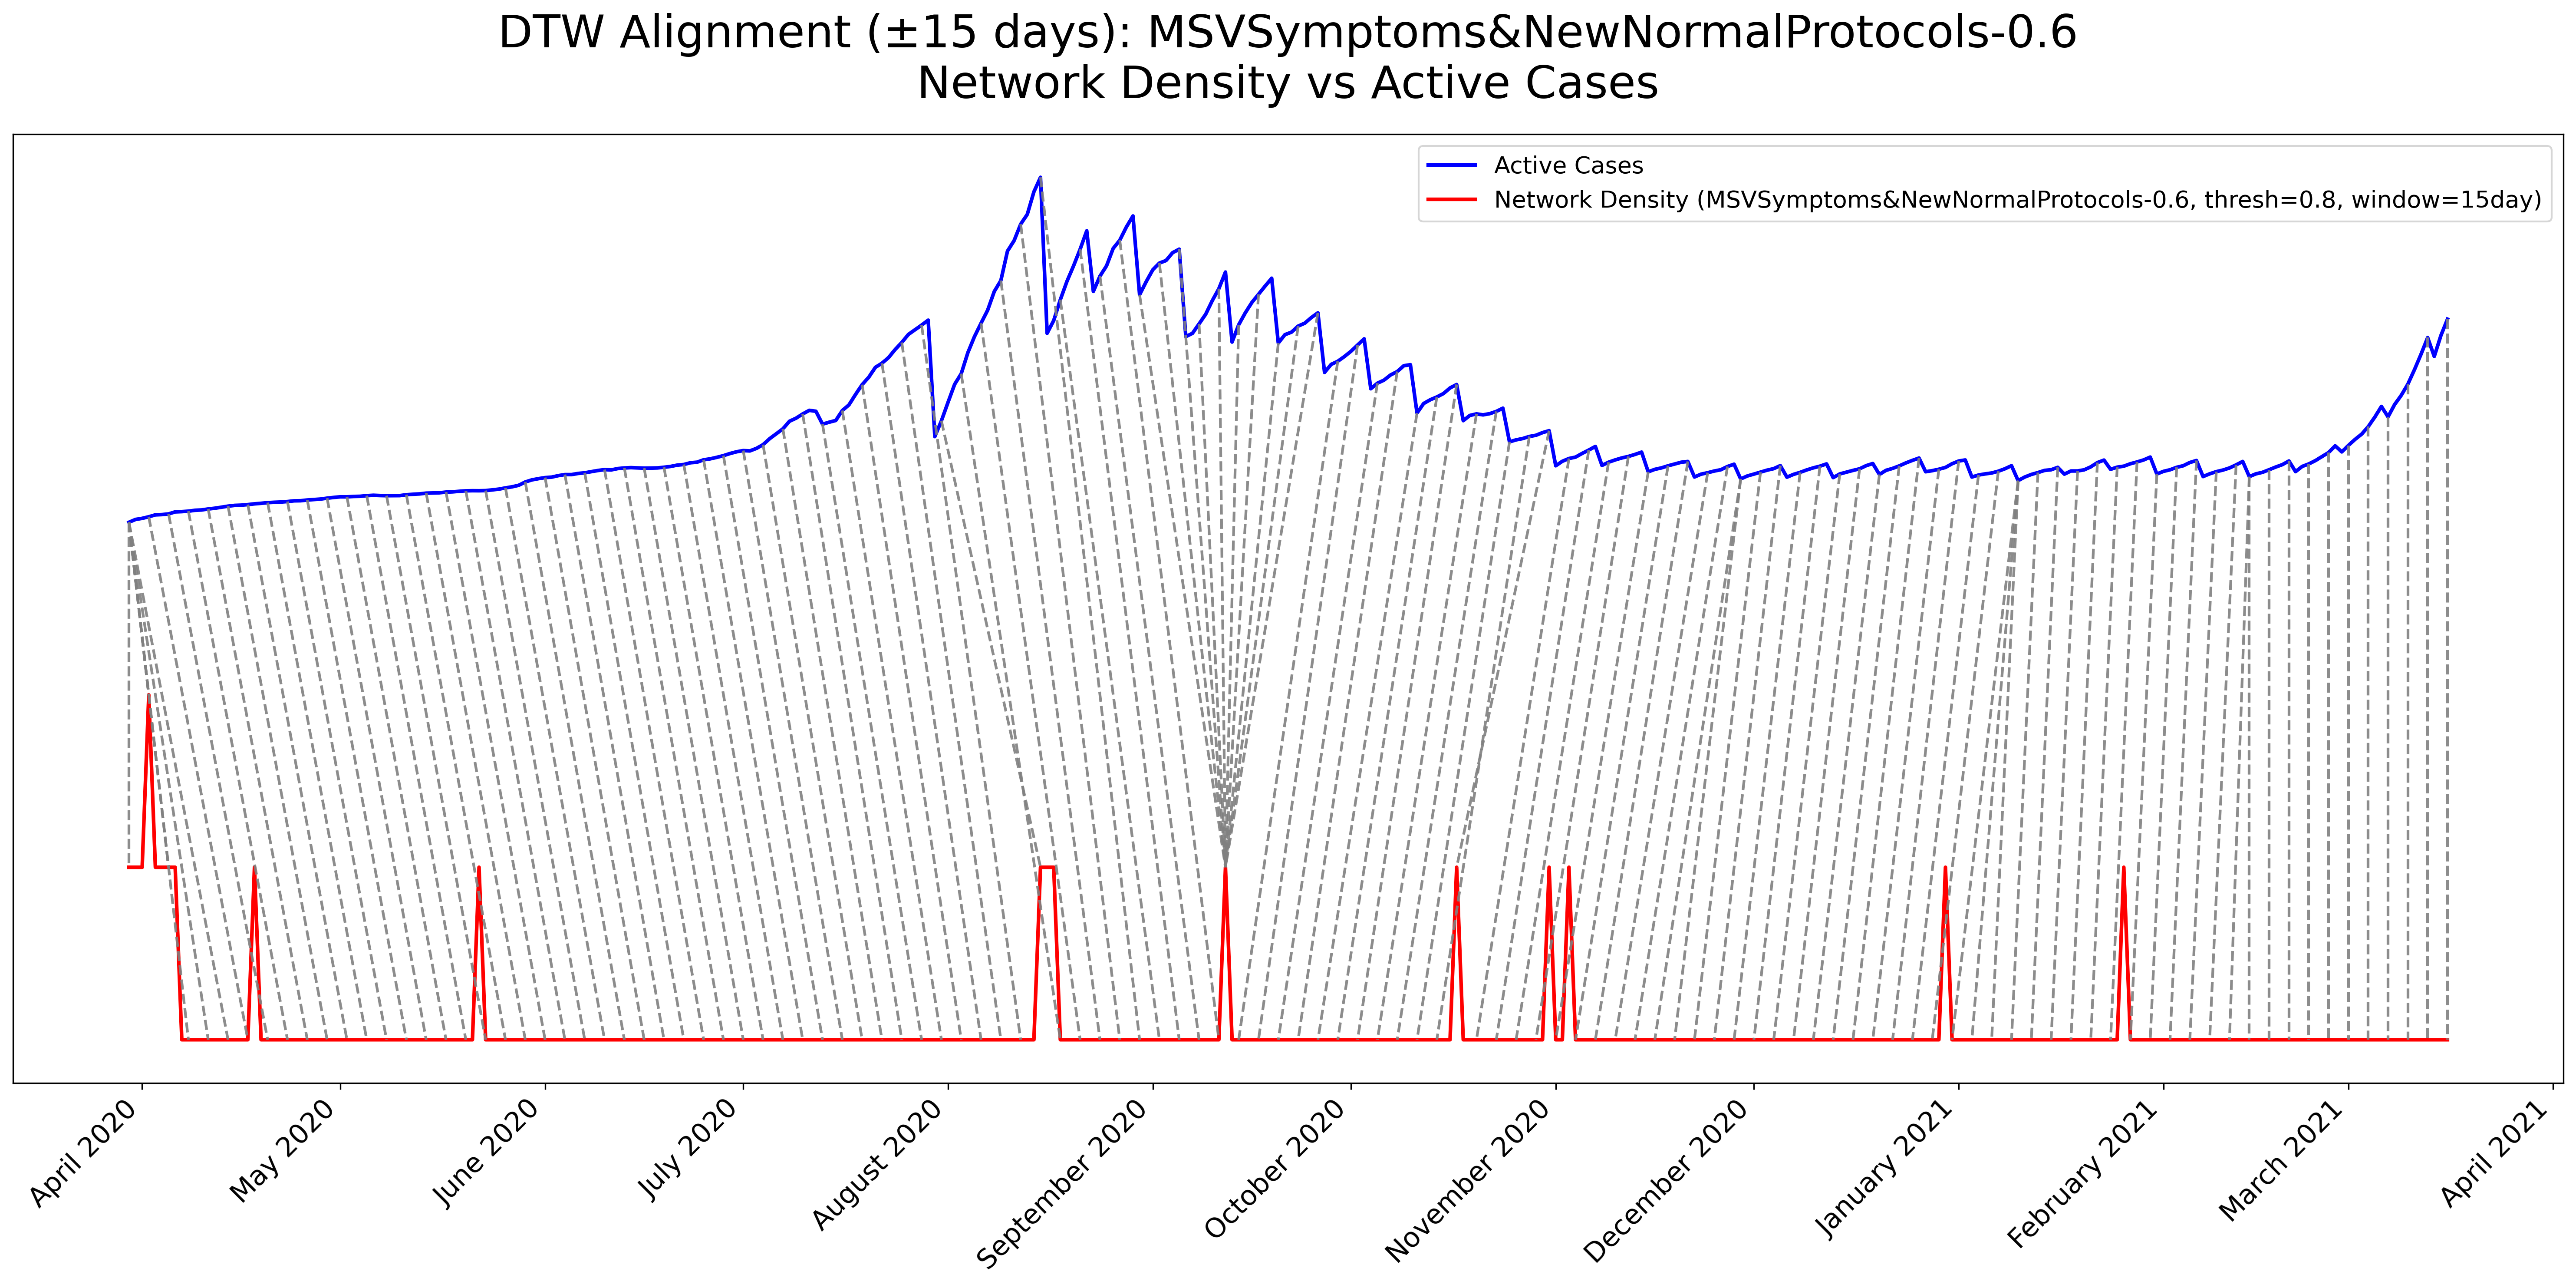 DTW Alignment (±15 days): MSVSymptoms&NewNormalProtocols-0.6
Network Density vs Active Cases
Active Cases
Network Density (MSVSymptoms&NewNormalProtocols-0.6, thresh=0.8, window=15day)
April 2020
May 2020
June 2020
July 2020
August 2020
September 2020
October 2020
November 2020
December 2020
January 2021
February 2021
March 2021
April 2021